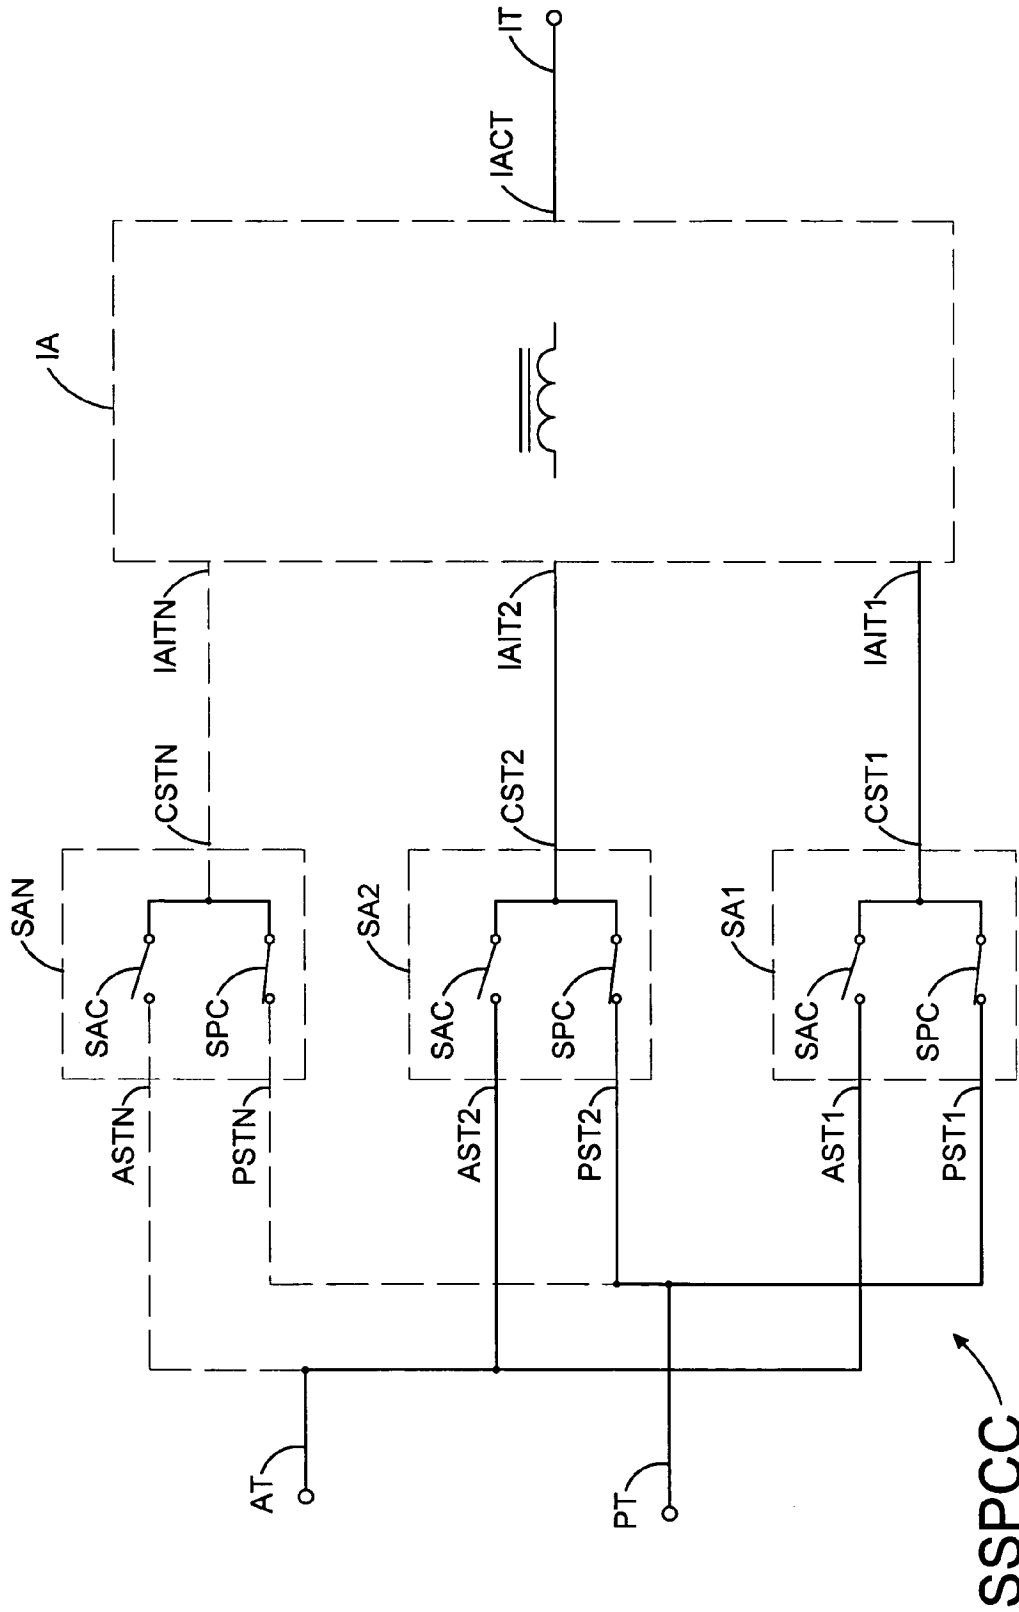 IT
IACT
IA
IAITN
IAIT2
IAIT1
CSTN
CST2
CST1
SAN
SA2
SA1
SAC
SPC
SAC
SPC
SAC
SPC
ASTN
PSTN
AST2
PST2
AST1
PST1
AT
PT
SSPCC